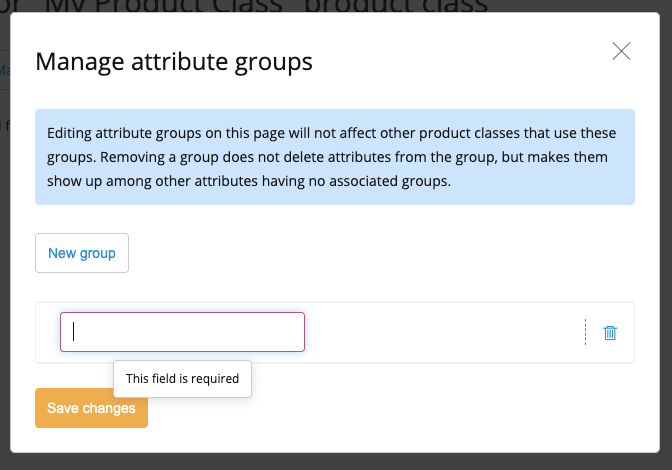 "My Product Class" product class
Manage attribute groups
Editing attribute groups on this page will not affect other product classes that use these
groups. Removing a group does not delete attributes from the group, but makes them
show up among other attributes having no associated groups.
New group
This field is required
Save changes